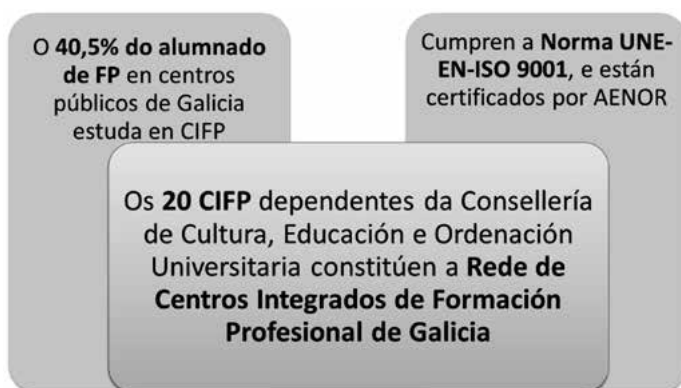 O 40,5% do alumnado
de FP en centros
públicos de Galicia
estuda en CIFP
Cumpren a Norma UNE-
EN-ISO 9001, e están
certificados por AENOR
Os 20 CIFP dependentes da Consellería
de Cultura, Educación e Ordenación
Universitaria constitúen a Rede de
Centros Integrados de Formación
Profesional de Galicia